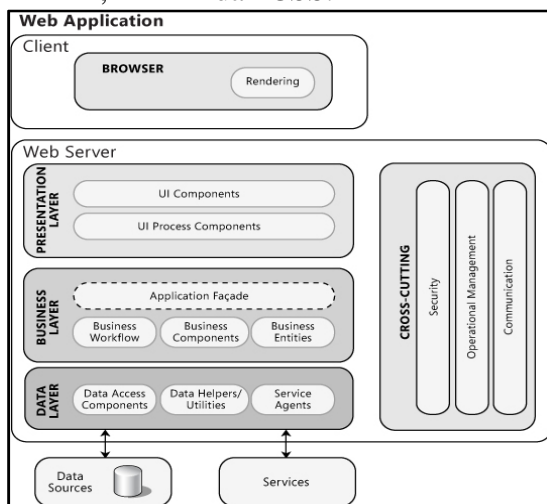 Web Application
Client
BROWSER
Rendering
Web Server
PRESENTATION
LAYER
UI Components
UI Process Components
BUSINESS
LAYER
Application Façade
Business
Workflow
Business
Components
Business
Entities
DATA
LAYER
Data Access
Components
Data Helpers/
Utilities
Service
Agents
CROSS-CUTTING
Security
Operational Management
Communication
Data
Sources
Services